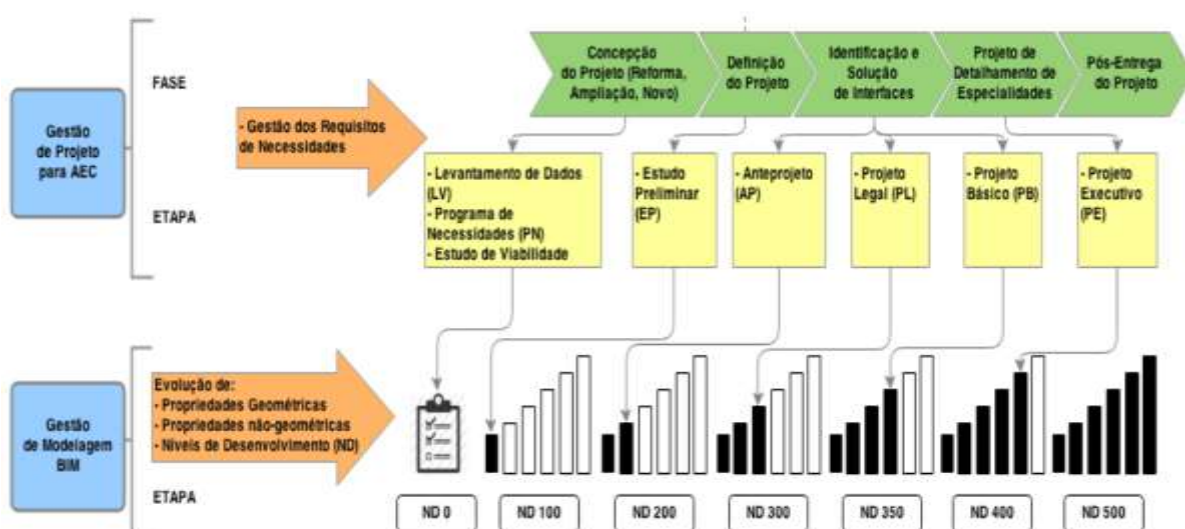 Gestão
de Projeto
para AEC
FASE
ETAPA
- Gestão dos Requisitos
de Necessidades
Concepção
do Projeto (Reforma,
Ampliação, Novo)
Definição
do Projeto
Identificação e
Solução
de Interfaces
Projeto de
Detalhamento de
Especialidades
Pós-Entrega
do Projeto
- Levantamento de Dados
(LV)
- Programa de
Necessidades (PN)
- Estudo de Viabilidade
- Estudo
Preliminar
(EP)
- Anteprojeto
(AP)
- Projeto
Legal (PL)
- Projeto
Básico (PB)
- Projeto
Executivo
(PE)
Gestão
de Modelagem
BIM
Evolução de:
- Propriedades Geométricas
- Propriedades não-geométricas
- Níveis de Desenvolvimento (ND)
ETAPA
ND 0
ND 100
ND 200
ND 300
ND 350
ND 400
ND 500